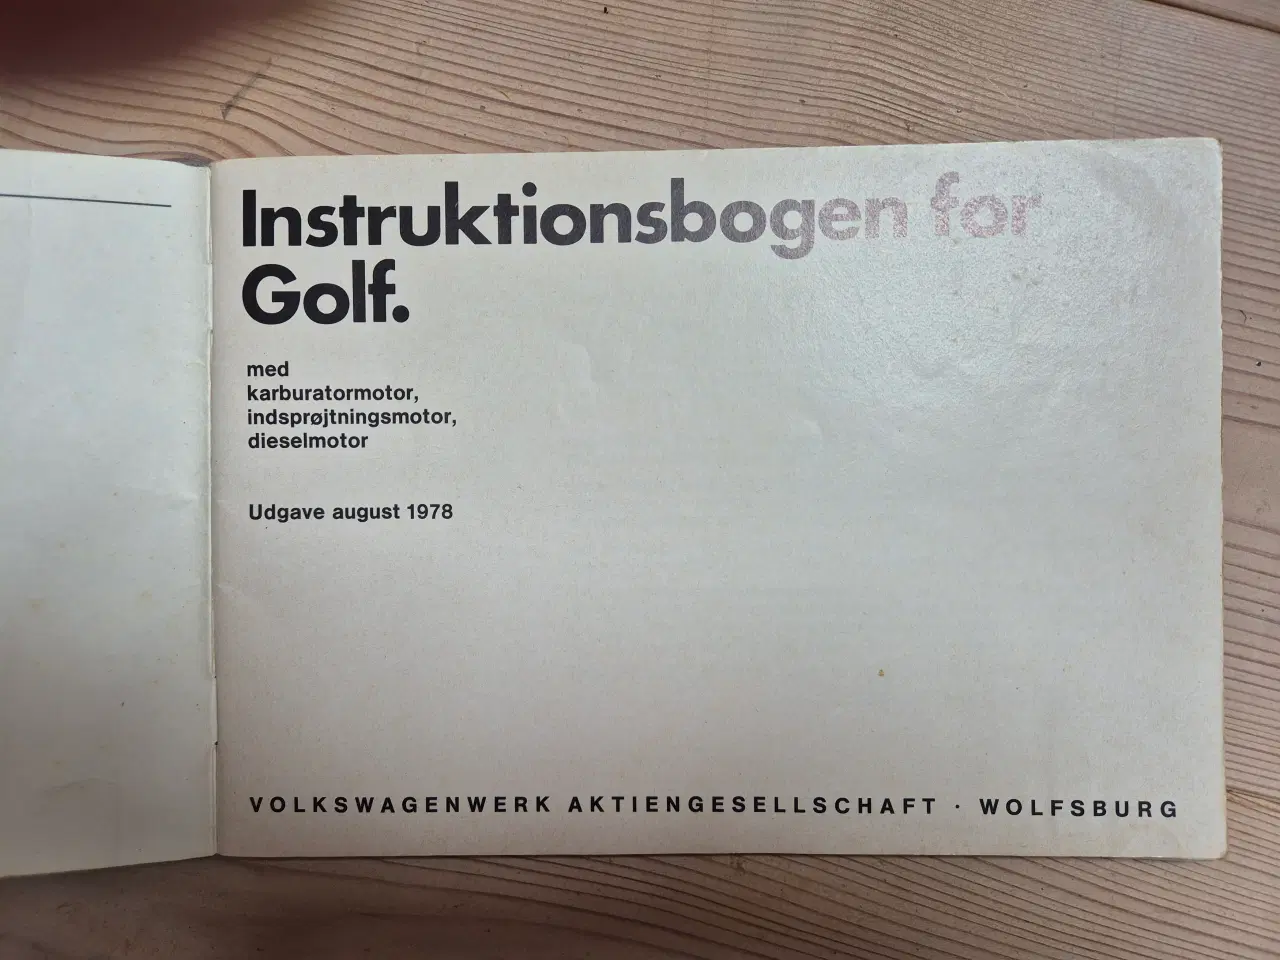 Instruktionsbogen for
Golf.
med
karburatormotor,
indsprøjtningsmotor,
dieselmotor
Udgave august 1978
VOLKSWAGENWERK AKTIENGESELLSCHAFT · WOLFSBURG